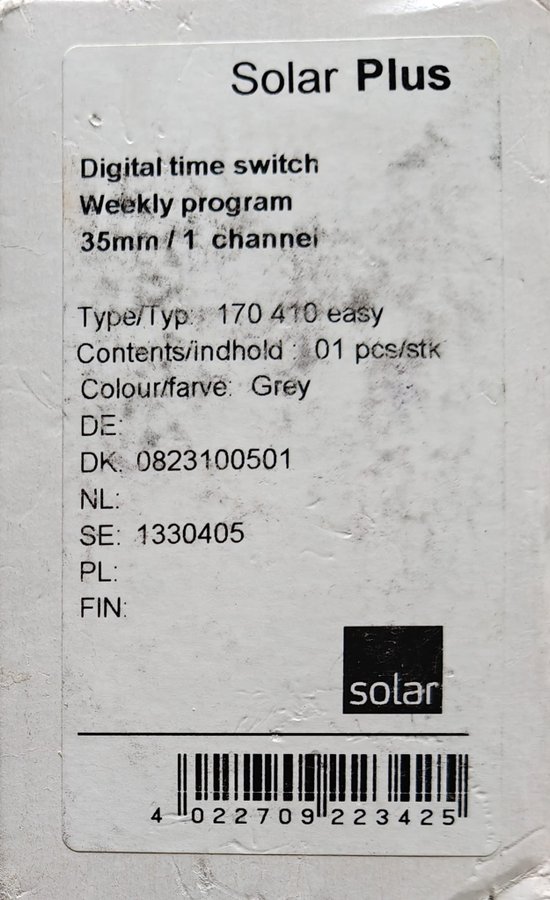 Solar Plus
Digital time switch
Weekly program
35mm / 1 channel
Type/Typ: 170 410 easy
Contents/indhold : 01 pcs/stk
Colour/farve: Grey
DE:
DK: 0823100501
NL:
SE: 1330405
PL:
FIN:
solar
4 022709 223425